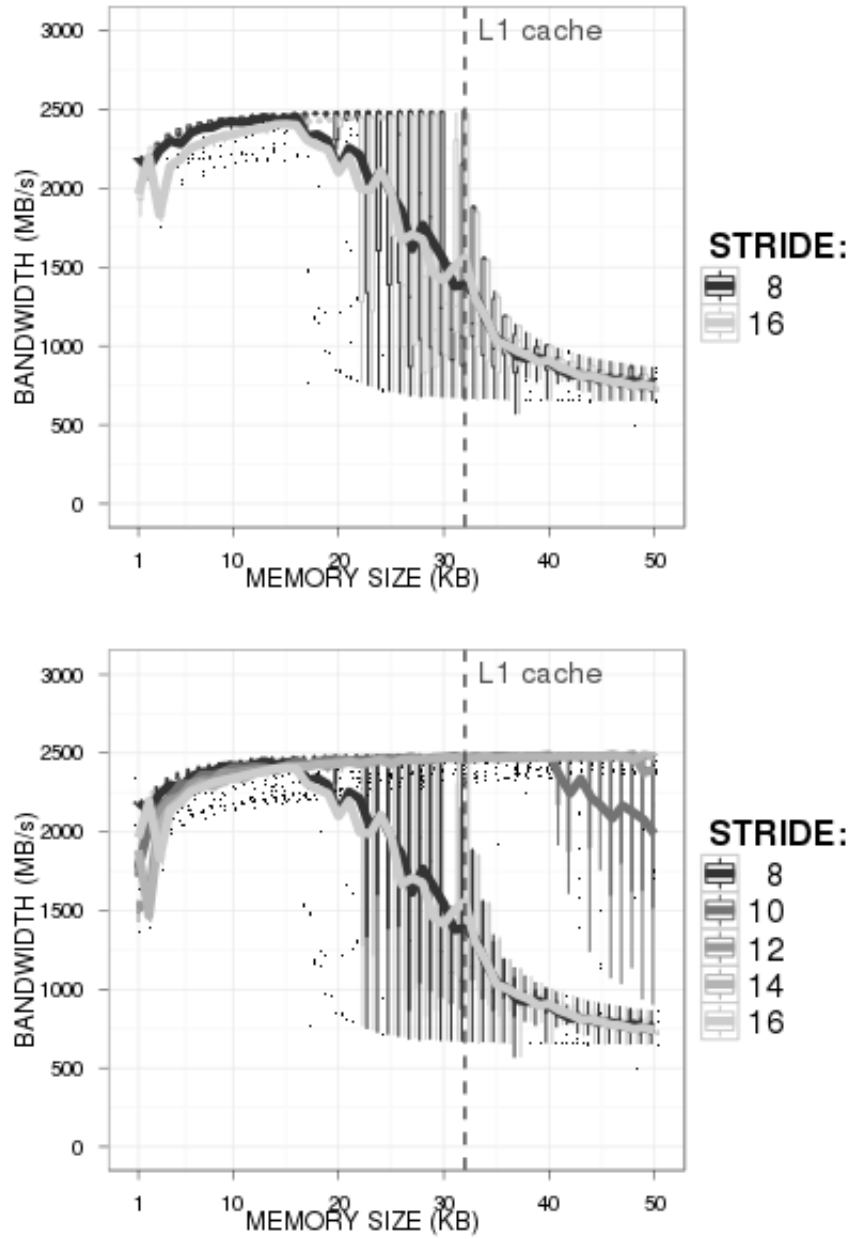 L1 cache
3000
2500
2000
1500
1000
500
0
BANDWIDTH (MB/s)
1 10 20 30 40 50
MEMORY SIZE (KB)
STRIDE:
8
16
L1 cache
3000
2500
2000
1500
1000
500
0
BANDWIDTH (MB/s)
1 10 20 30 40 50
MEMORY SIZE (KB)
STRIDE:
8
10
12
14
16